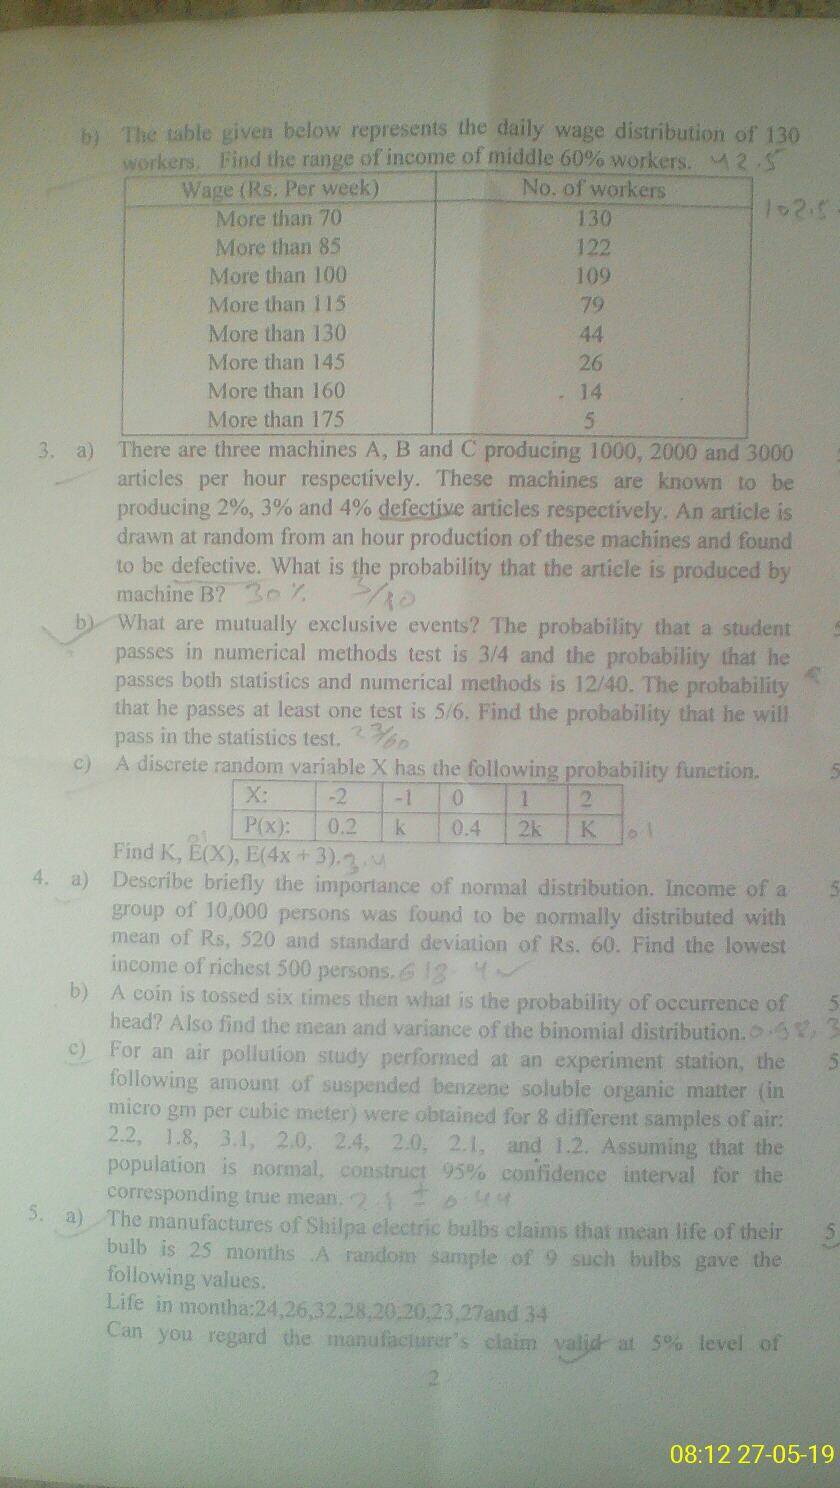 b) The table given below represents the daily wage distribution of 130
workers. Find the range of income of middle 60% workers. 42.5
Wage (Rs. Per week) No. of workers
102.5
More than 70 130
More than 85 122
More than 100 109
More than 115 79
More than 130 44
More than 145 26
More than 160 14
More than 175 5
3. a) There are three machines A, B and C producing 1000, 2000 and 3000
articles per hour respectively. These machines are known to be
producing 2%, 3% and 4% defective articles respectively. An article is
drawn at random from an hour production of these machines and found
to be defective. What is the probability that the article is produced by
machine B? 30% 3/10
b) What are mutually exclusive events? The probability that a student
passes in numerical methods test is 3/4 and the probability that he
passes both statistics and numerical methods is 12/40. The probability
that he passes at least one test is 5/6. Find the probability that he will
pass in the statistics test. 23/60
c) A discrete random variable X has the following probability function. 5
X: -2 -1 0 1 2
P(x): 0.2 k 0.4 2k K 0.1
Find K, E(X), E(4x + 3). 3.4
4. a) Describe briefly the importance of normal distribution. Income of a 5
group of 10,000 persons was found to be normally distributed with
mean of Rs, 520 and standard deviation of Rs. 60. Find the lowest
income of richest 500 persons. 618.4
b) A coin is tossed six times then what is the probability of occurrence of 5
head? Also find the mean and variance of the binomial distribution.
c) For an air pollution study performed at an experiment station, the 5
following amount of suspended benzene soluble organic matter (in
micro gm per cubic meter) were obtained for 8 different samples of air:
2.2, 1.8, 3.1, 2.0, 2.4, 2.0, 2.1, and 1.2. Assuming that the
population is normal, construct 95% confidence interval for the
corresponding true mean. 2.1 ± 0.44
5. a) The manufactures of Shilpa electric bulbs claims that mean life of their 5
bulb is 25 months .A random sample of 9 such bulbs gave the
following values.
Life in montha:24,26,32,28,20,20,23,27and 34
Can you regard the manufacturer's claim valid at 5% level of
2
08:12 27-05-19